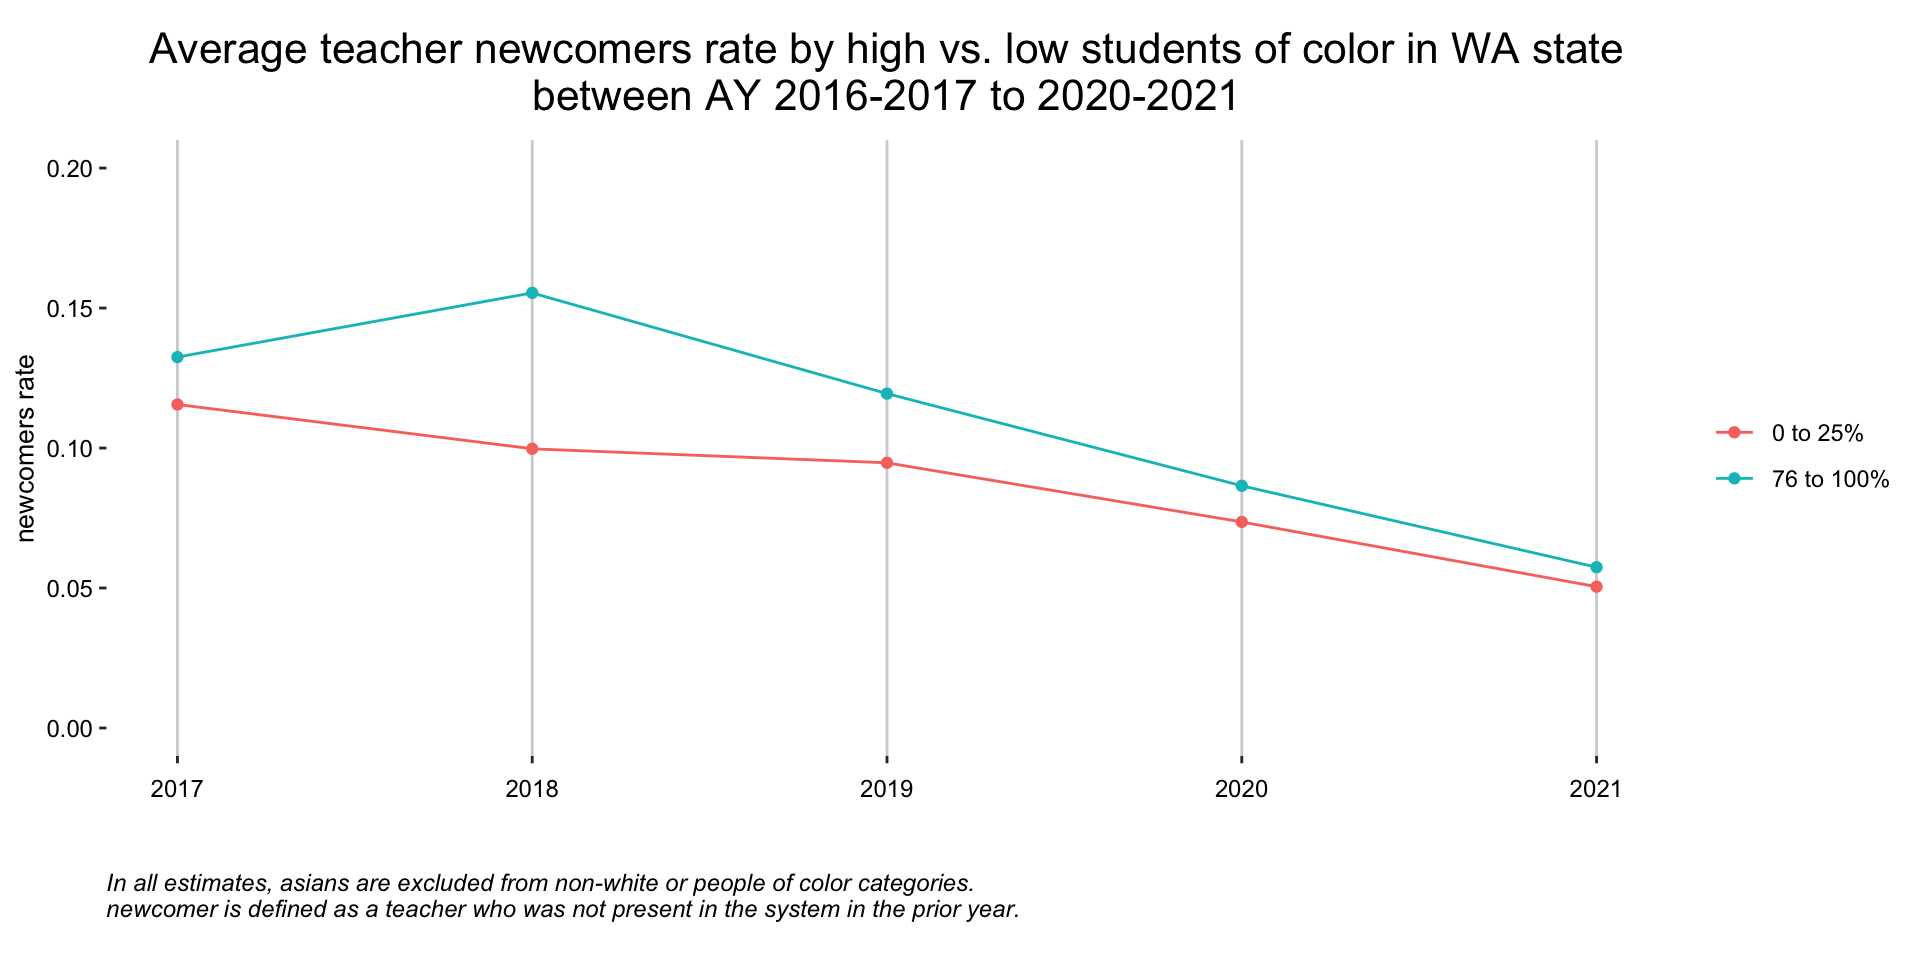 Average teacher newcomers rate by high vs. low students of color in WA state
between AY 2016-2017 to 2020-2021
newcomers rate
0.20
0.15
0.10
0.05
0.00
2017
2018
2019
2020
2021
0 to 25%
76 to 100%
In all estimates, asians are excluded from non-white or people of color categories.
newcomer is defined as a teacher who was not present in the system in the prior year.